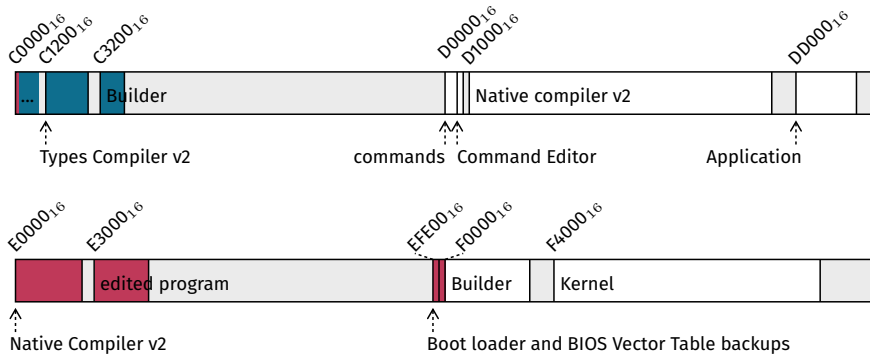 C0000₁₆ C1200₁₆ C3200₁₆ D0000₁₆ D1000₁₆ DD000₁₆
... Builder Native compiler v2
Types Compiler v2 commands Command Editor Application
E0000₁₆ E3000₁₆ EFE00₁₆ F0000₁₆ F4000₁₆
edited program Builder Kernel
Native Compiler v2 Boot loader and BIOS Vector Table backups